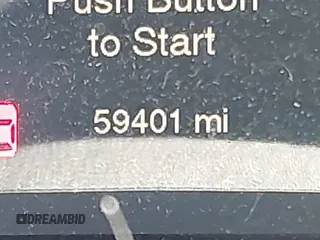 Push Button
to Start
59401 mi
DREAMBID